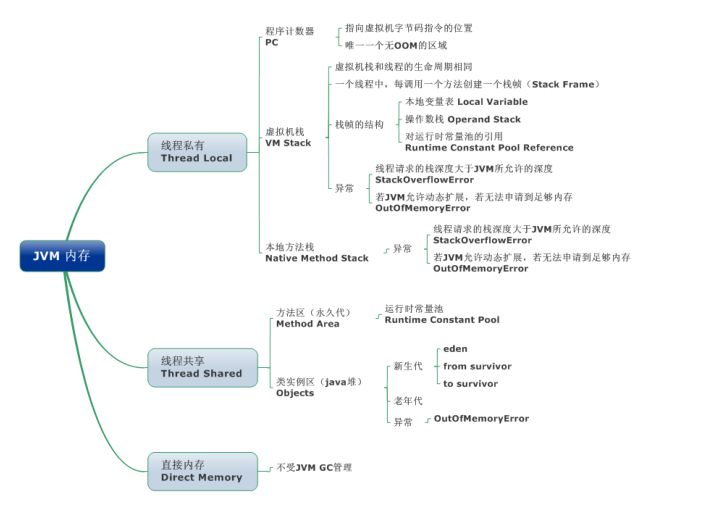 JVM 内存
线程私有
Thread Local
程序计数器
PC
指向虚拟机字节码指令的位置
唯一一个无OOM的区域
虚拟机栈
VM Stack
虚拟机栈和线程的生命周期相同
一个线程中，每调用一个方法创建一个栈帧（Stack Frame）
栈帧的结构
本地变量表 Local Variable
操作数栈 Operand Stack
对运行时常量池的引用
Runtime Constant Pool Reference
异常
线程请求的栈深度大于JVM所允许的深度
StackOverflowError
若JVM允许动态扩展，若无法申请到足够内存
OutOfMemoryError
本地方法栈
Native Method Stack
异常
线程请求的栈深度大于JVM所允许的深度
StackOverflowError
若JVM允许动态扩展，若无法申请到足够内存
OutOfMemoryError
线程共享
Thread Shared
方法区（永久代）
Method Area
运行时常量池
Runtime Constant Pool
类实例区（java堆）
Objects
新生代
eden
from survivor
to survivor
老年代
异常
OutOfMemoryError
直接内存
Direct Memory
不受JVM GC管理